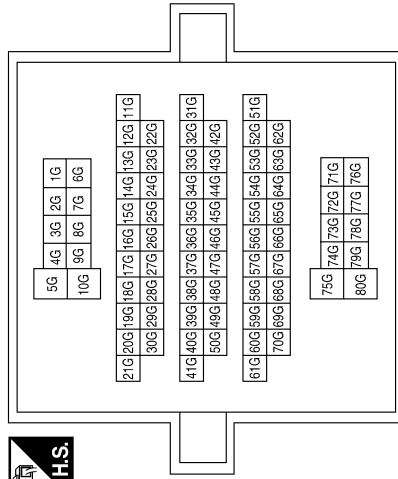 1G 2G 3G 4G 5G
6G 7G 8G 9G 10G
11G 12G 13G 14G 15G 16G 17G 18G 19G 20G 21G
22G 23G 24G 25G 26G 27G 28G 29G 30G
31G 32G 33G 34G 35G 36G 37G 38G 39G 40G 41G
42G 43G 44G 45G 46G 47G 48G 49G 50G
51G 52G 53G 54G 55G 56G 57G 58G 59G 60G 61G
62G 63G 64G 65G 66G 67G 68G 69G 70G
71G 72G 73G 74G 75G
76G 77G 78G 79G 80G
H.S.